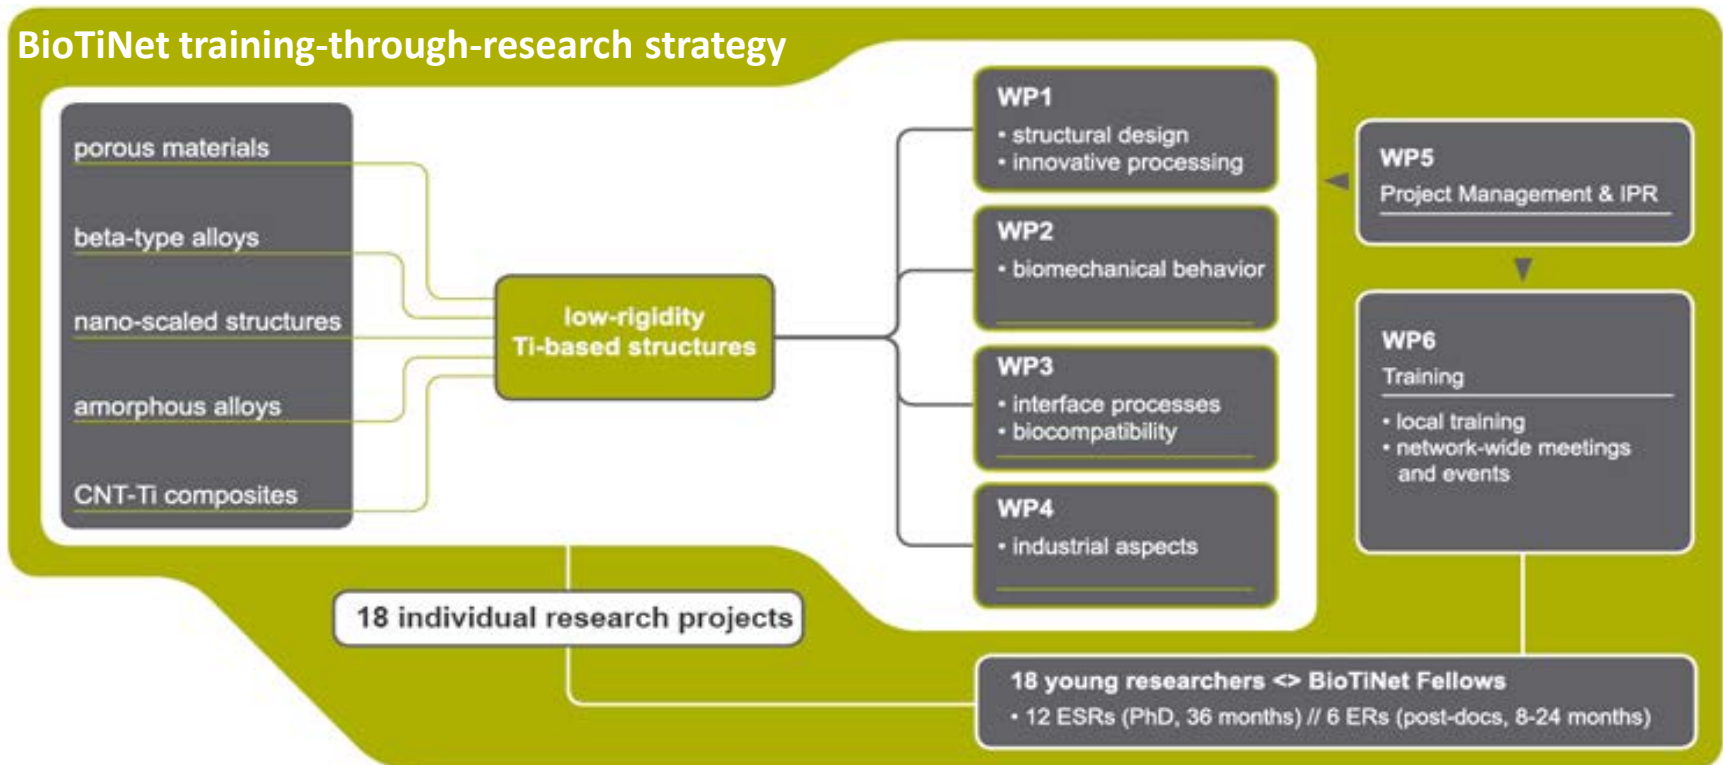 BioTiNet training-through-research strategy
porous materials
beta-type alloys
nano-scaled structures
amorphous alloys
CNT-Ti composites
low-rigidity
Ti-based structures
WP1
• structural design
• innovative processing
WP2
• biomechanical behavior
WP3
• interface processes
• biocompatibility
WP4
• industrial aspects
WP5
Project Management & IPR
WP6
Training
• local training
• network-wide meetings
and events
18 individual research projects
18 young researchers <> BioTiNet Fellows
• 12 ESRs (PhD, 36 months) // 6 ERs (post-docs, 8-24 months)